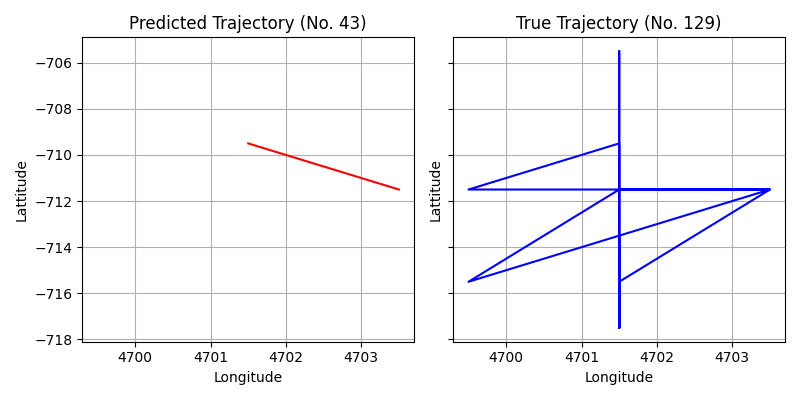 Predicted Trajectory (No. 43)
True Trajectory (No. 129)
Lattitude
−706
−708
−710
−712
−714
−716
−718
4700
4701
4702
4703
Longitude
Lattitude
4700
4701
4702
4703
Longitude